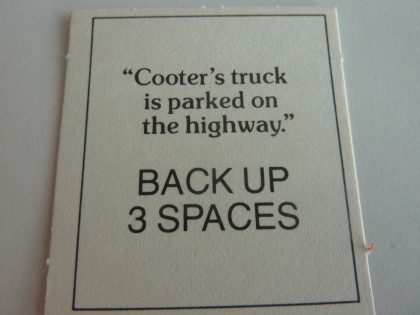 “Cooter’s truck
is parked on
the highway.”
BACK UP
3 SPACES